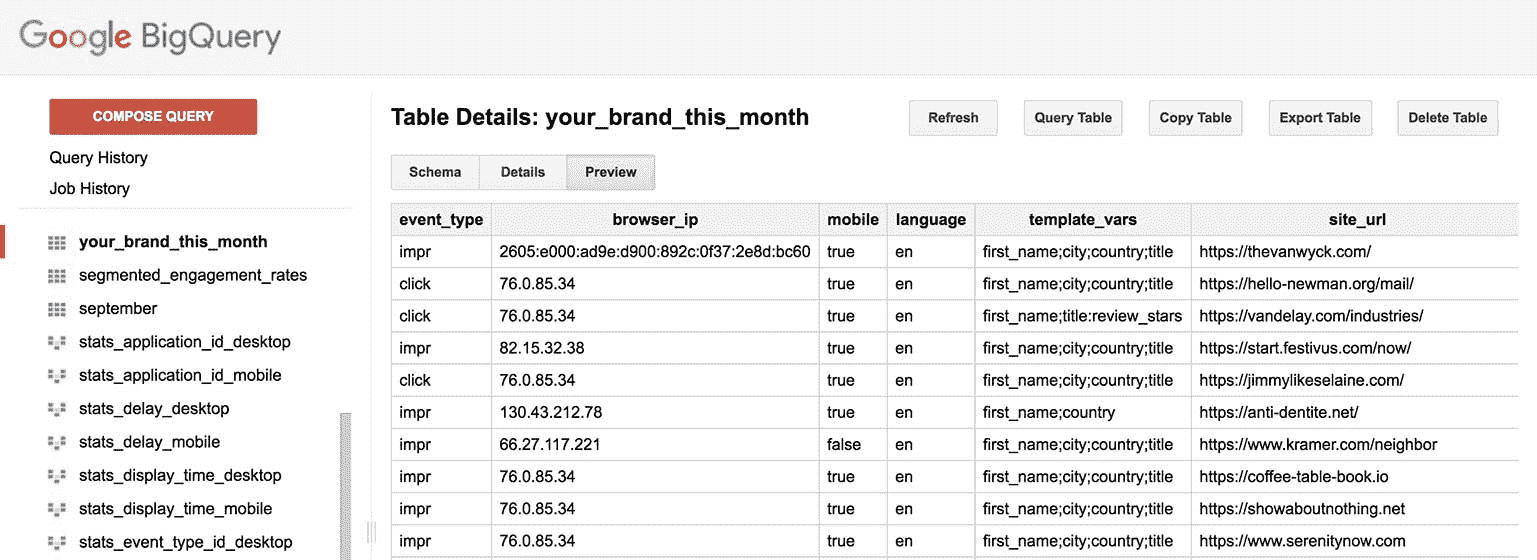 Google BigQuery
COMPOSE QUERY
Query History
Job History
your_brand_this_month
segmented_engagement_rates
september
stats_application_id_desktop
stats_application_id_mobile
stats_delay_desktop
stats_delay_mobile
stats_display_time_desktop
stats_display_time_mobile
stats_event_type_id_desktop
Table Details: your_brand_this_month
Refresh Query Table Copy Table Export Table Delete Table
Schema Details Preview
event_type browser_ip mobile language template_vars site_url
impr 2605:e000:ad9e:d900:892c:0f37:2e8d:bc60 true en first_name;city;country;title https://thevanwyck.com/
click 76.0.85.34 true en first_name;city;country;title https://hello-newman.org/mail/
click 76.0.85.34 true en first_name;title:review_stars https://vandelay.com/industries/
impr 82.15.32.38 true en first_name;city;country;title https://start.festivus.com/now/
click 76.0.85.34 true en first_name;city;country;title https://jimmylikeselaine.com/
impr 130.43.212.78 true en first_name;country https://anti-dentite.net/
impr 66.27.117.221 false en first_name;city;country;title https://www.kramer.com/neighbor
impr 76.0.85.34 true en first_name;city;country;title https://coffee-table-book.io
impr 76.0.85.34 true en first_name;city;country;title https://showaboutnothing.net
impr 76.0.85.34 true en first_name;city;country;title https://www.serenitynow.com